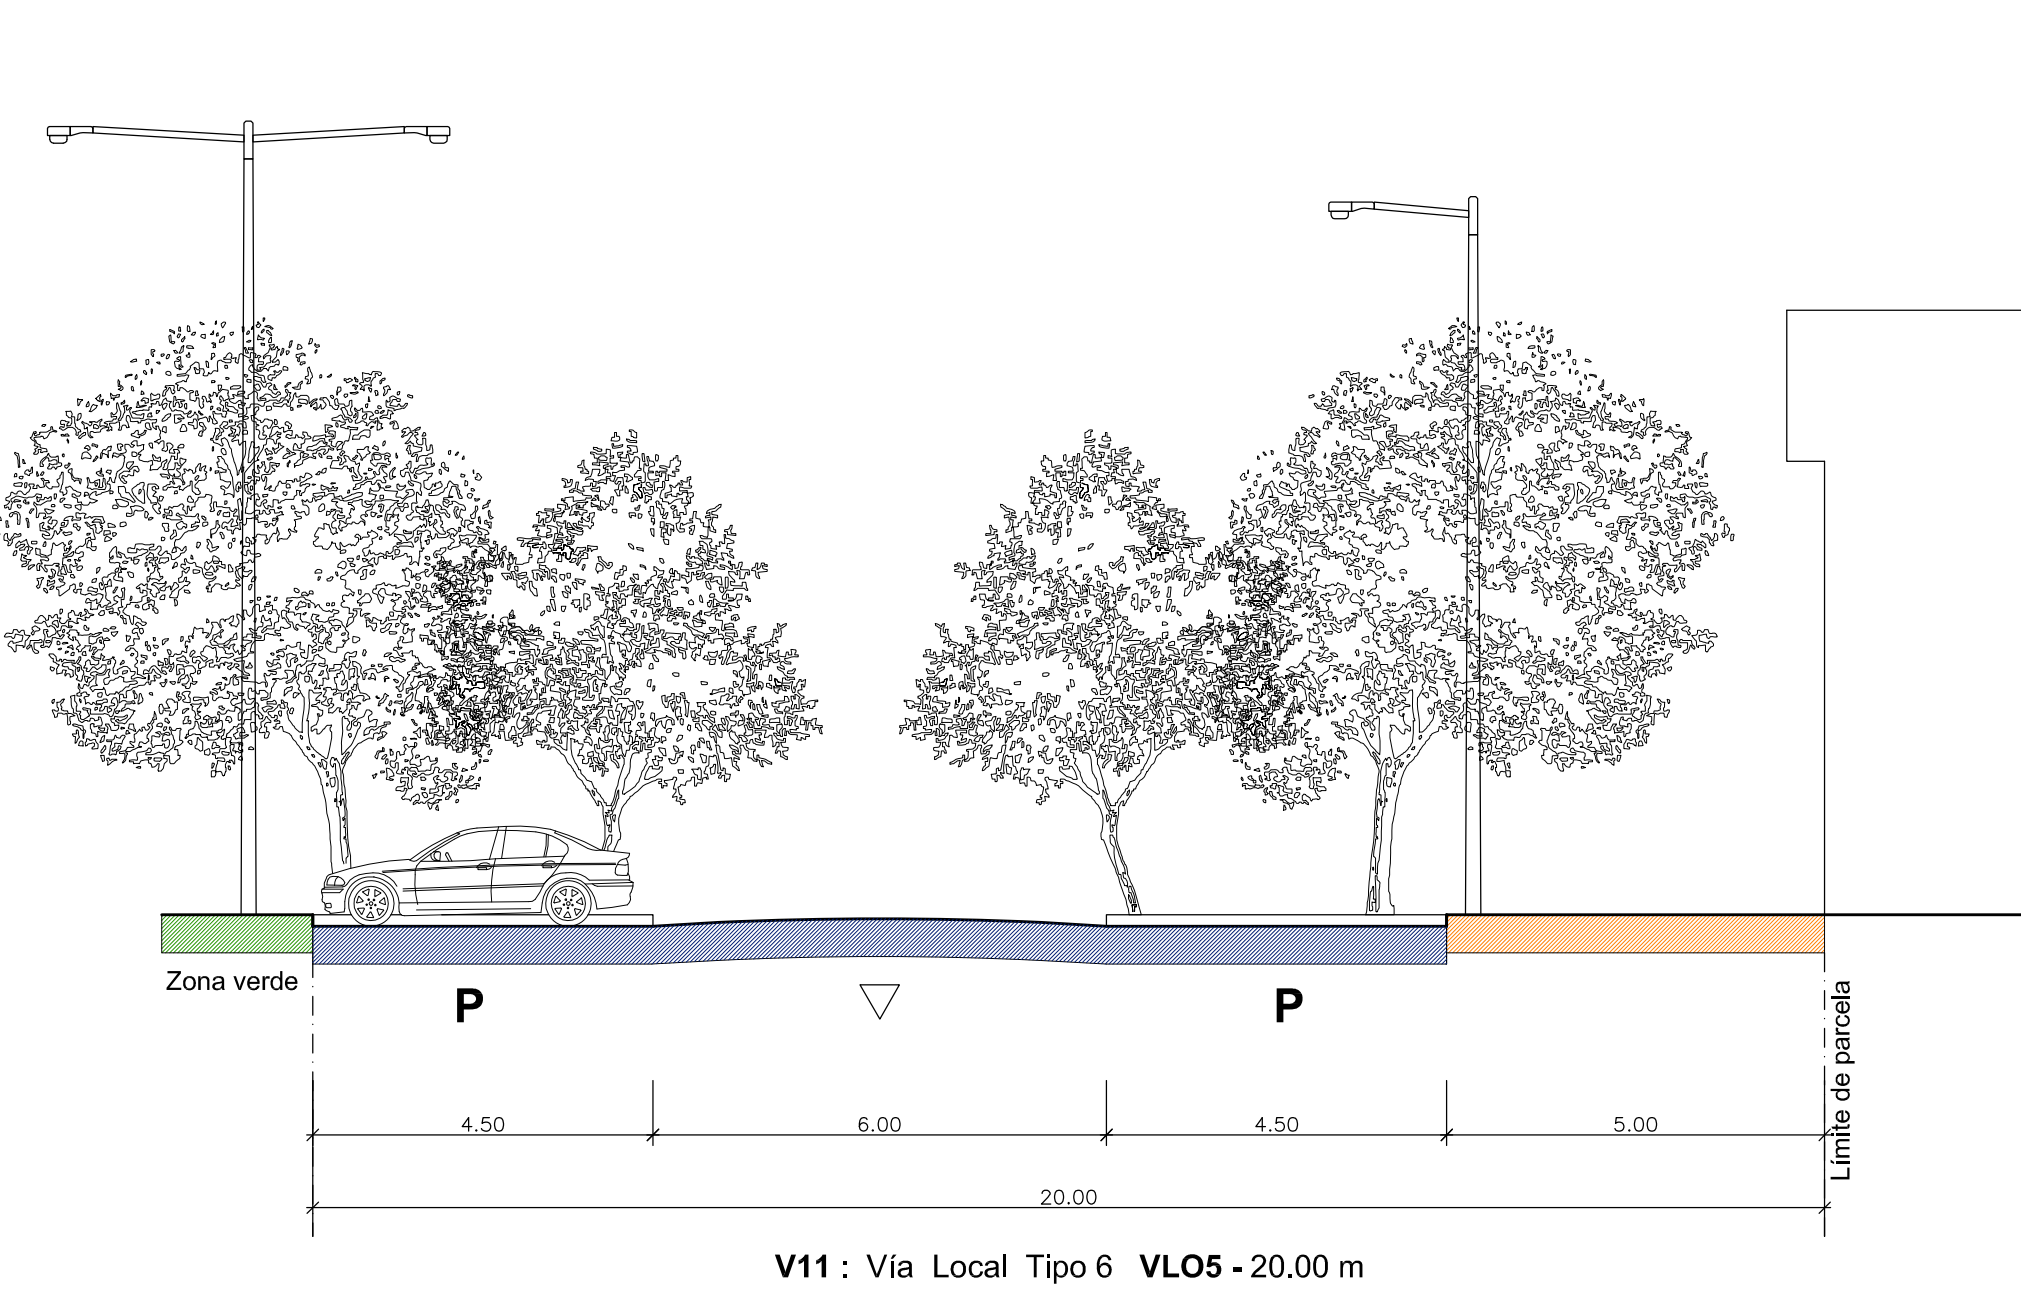 Zona verde
P
P
Límite de parcela
4.50
6.00
4.50
5.00
20.00
V11 : Vía Local Tipo 6 VLO5 - 20.00 m